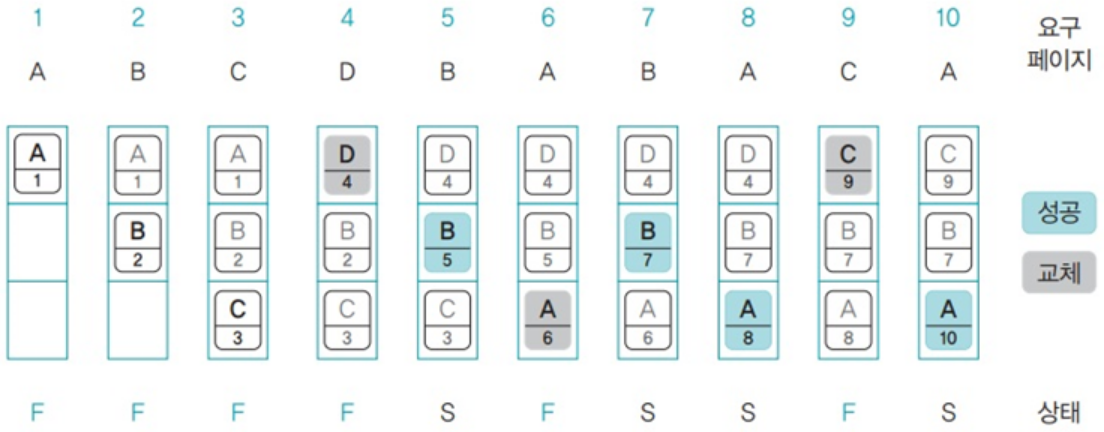 1 2 3 4 5 6 7 8 9 10 요구
페이지
A B C D B A B A C A
A A A D D D D D C C
1 1 1 4 4 4 4 4 9 9
B B B B B B B B B
2 2 2 5 5 7 7 7 7
C C C A A A A A
3 3 3 6 6 8 8 10
성공
교체
F F F F S F S S F S 상태